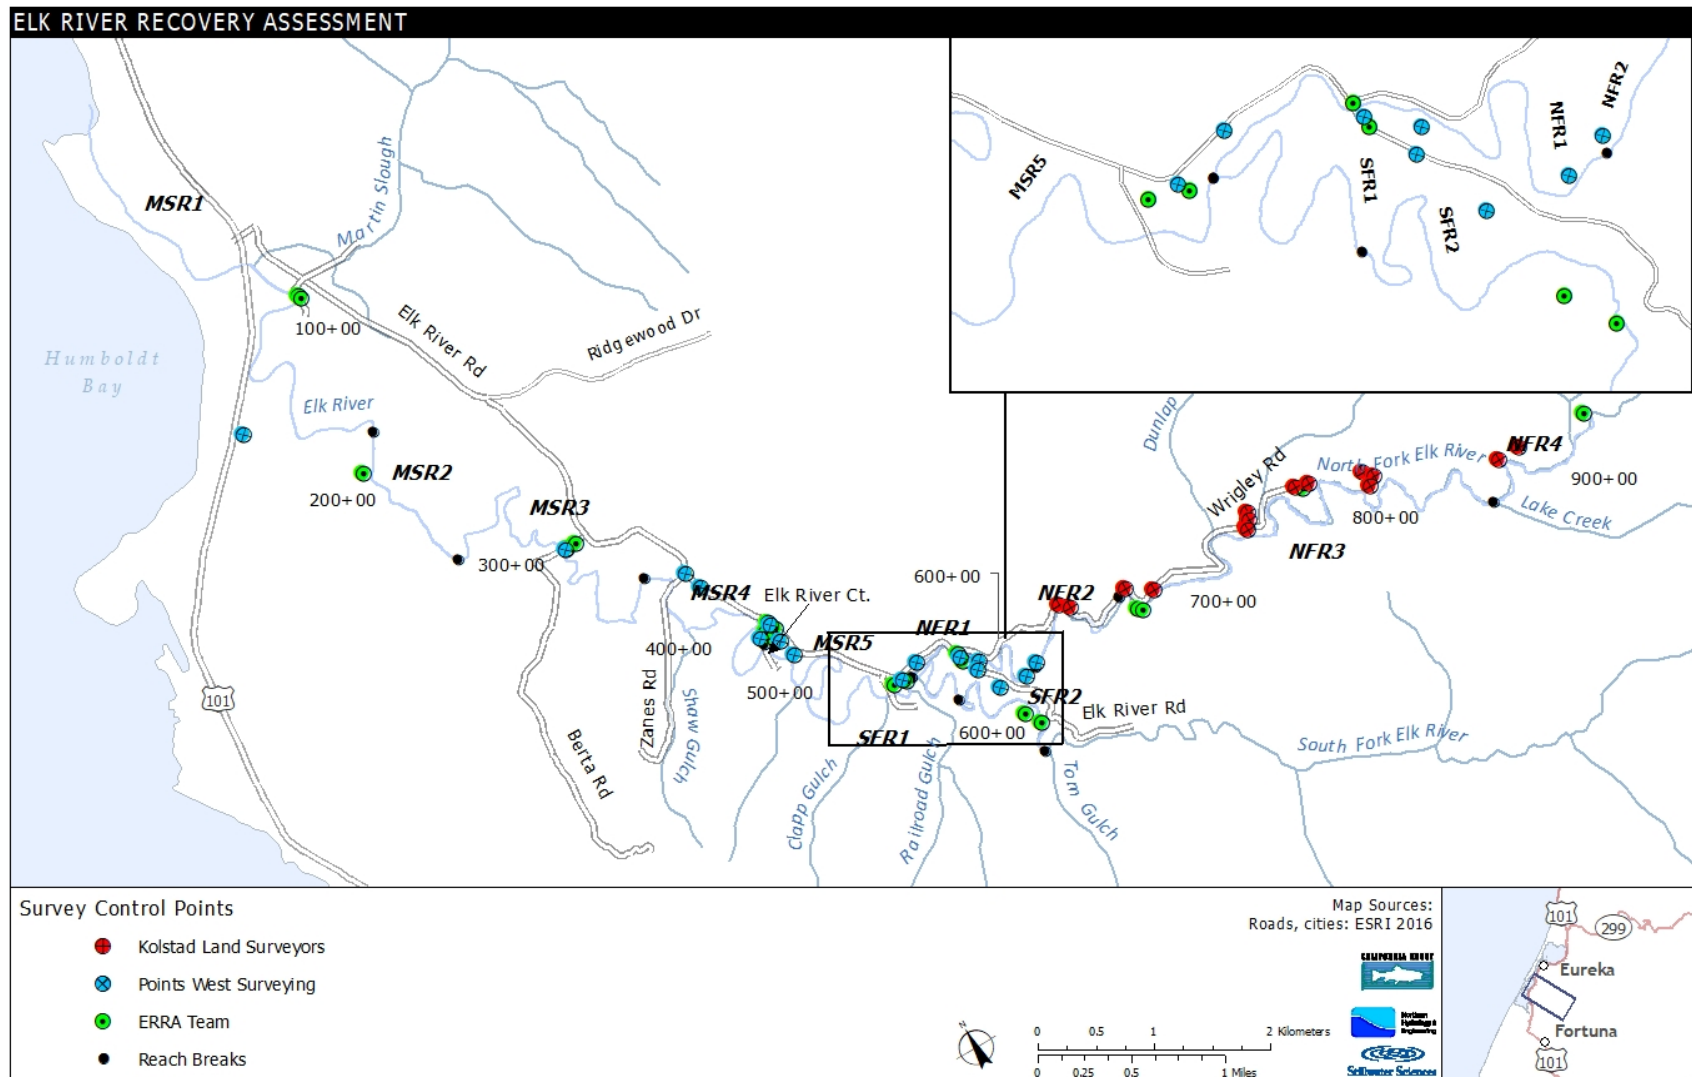 ELK RIVER RECOVERY ASSESSMENT
MSR1
Martin Slough
100+00
Elk River Rd
Ridgewood Dr
Humboldt
Bay
Elk River
MSR2
200+00
MSR3
300+00
MSR4
Elk River Ct.
400+00
MSR5
500+00
Zanes Rd
Shaw Gulch
Berta Rd
101
NFR1
600+00
NFR2
SFR2
SFR1
600+00
Elk River Rd
Clapp Gulch
Railroad Gulch
Tom Gulch
South Fork Elk River
700+00
NFR3
Wrigley Rd
Dunlap
North Fork Elk River
800+00
NFR4
900+00
Lake Creek
MSR5
SFR1
SFR2
NFR1
NFR2
Survey Control Points
Kolstad Land Surveyors
Points West Surveying
ERRA Team
Reach Breaks
Map Sources:
Roads, cities: ESRI 2016
CALIFORNIA TROUT
Northern
Hydrology &
Engineering
Stillwater Sciences
N
0 0.5 1 2 Kilometers
0 0.25 0.5 1 Miles
101
299
Eureka
Fortuna
101